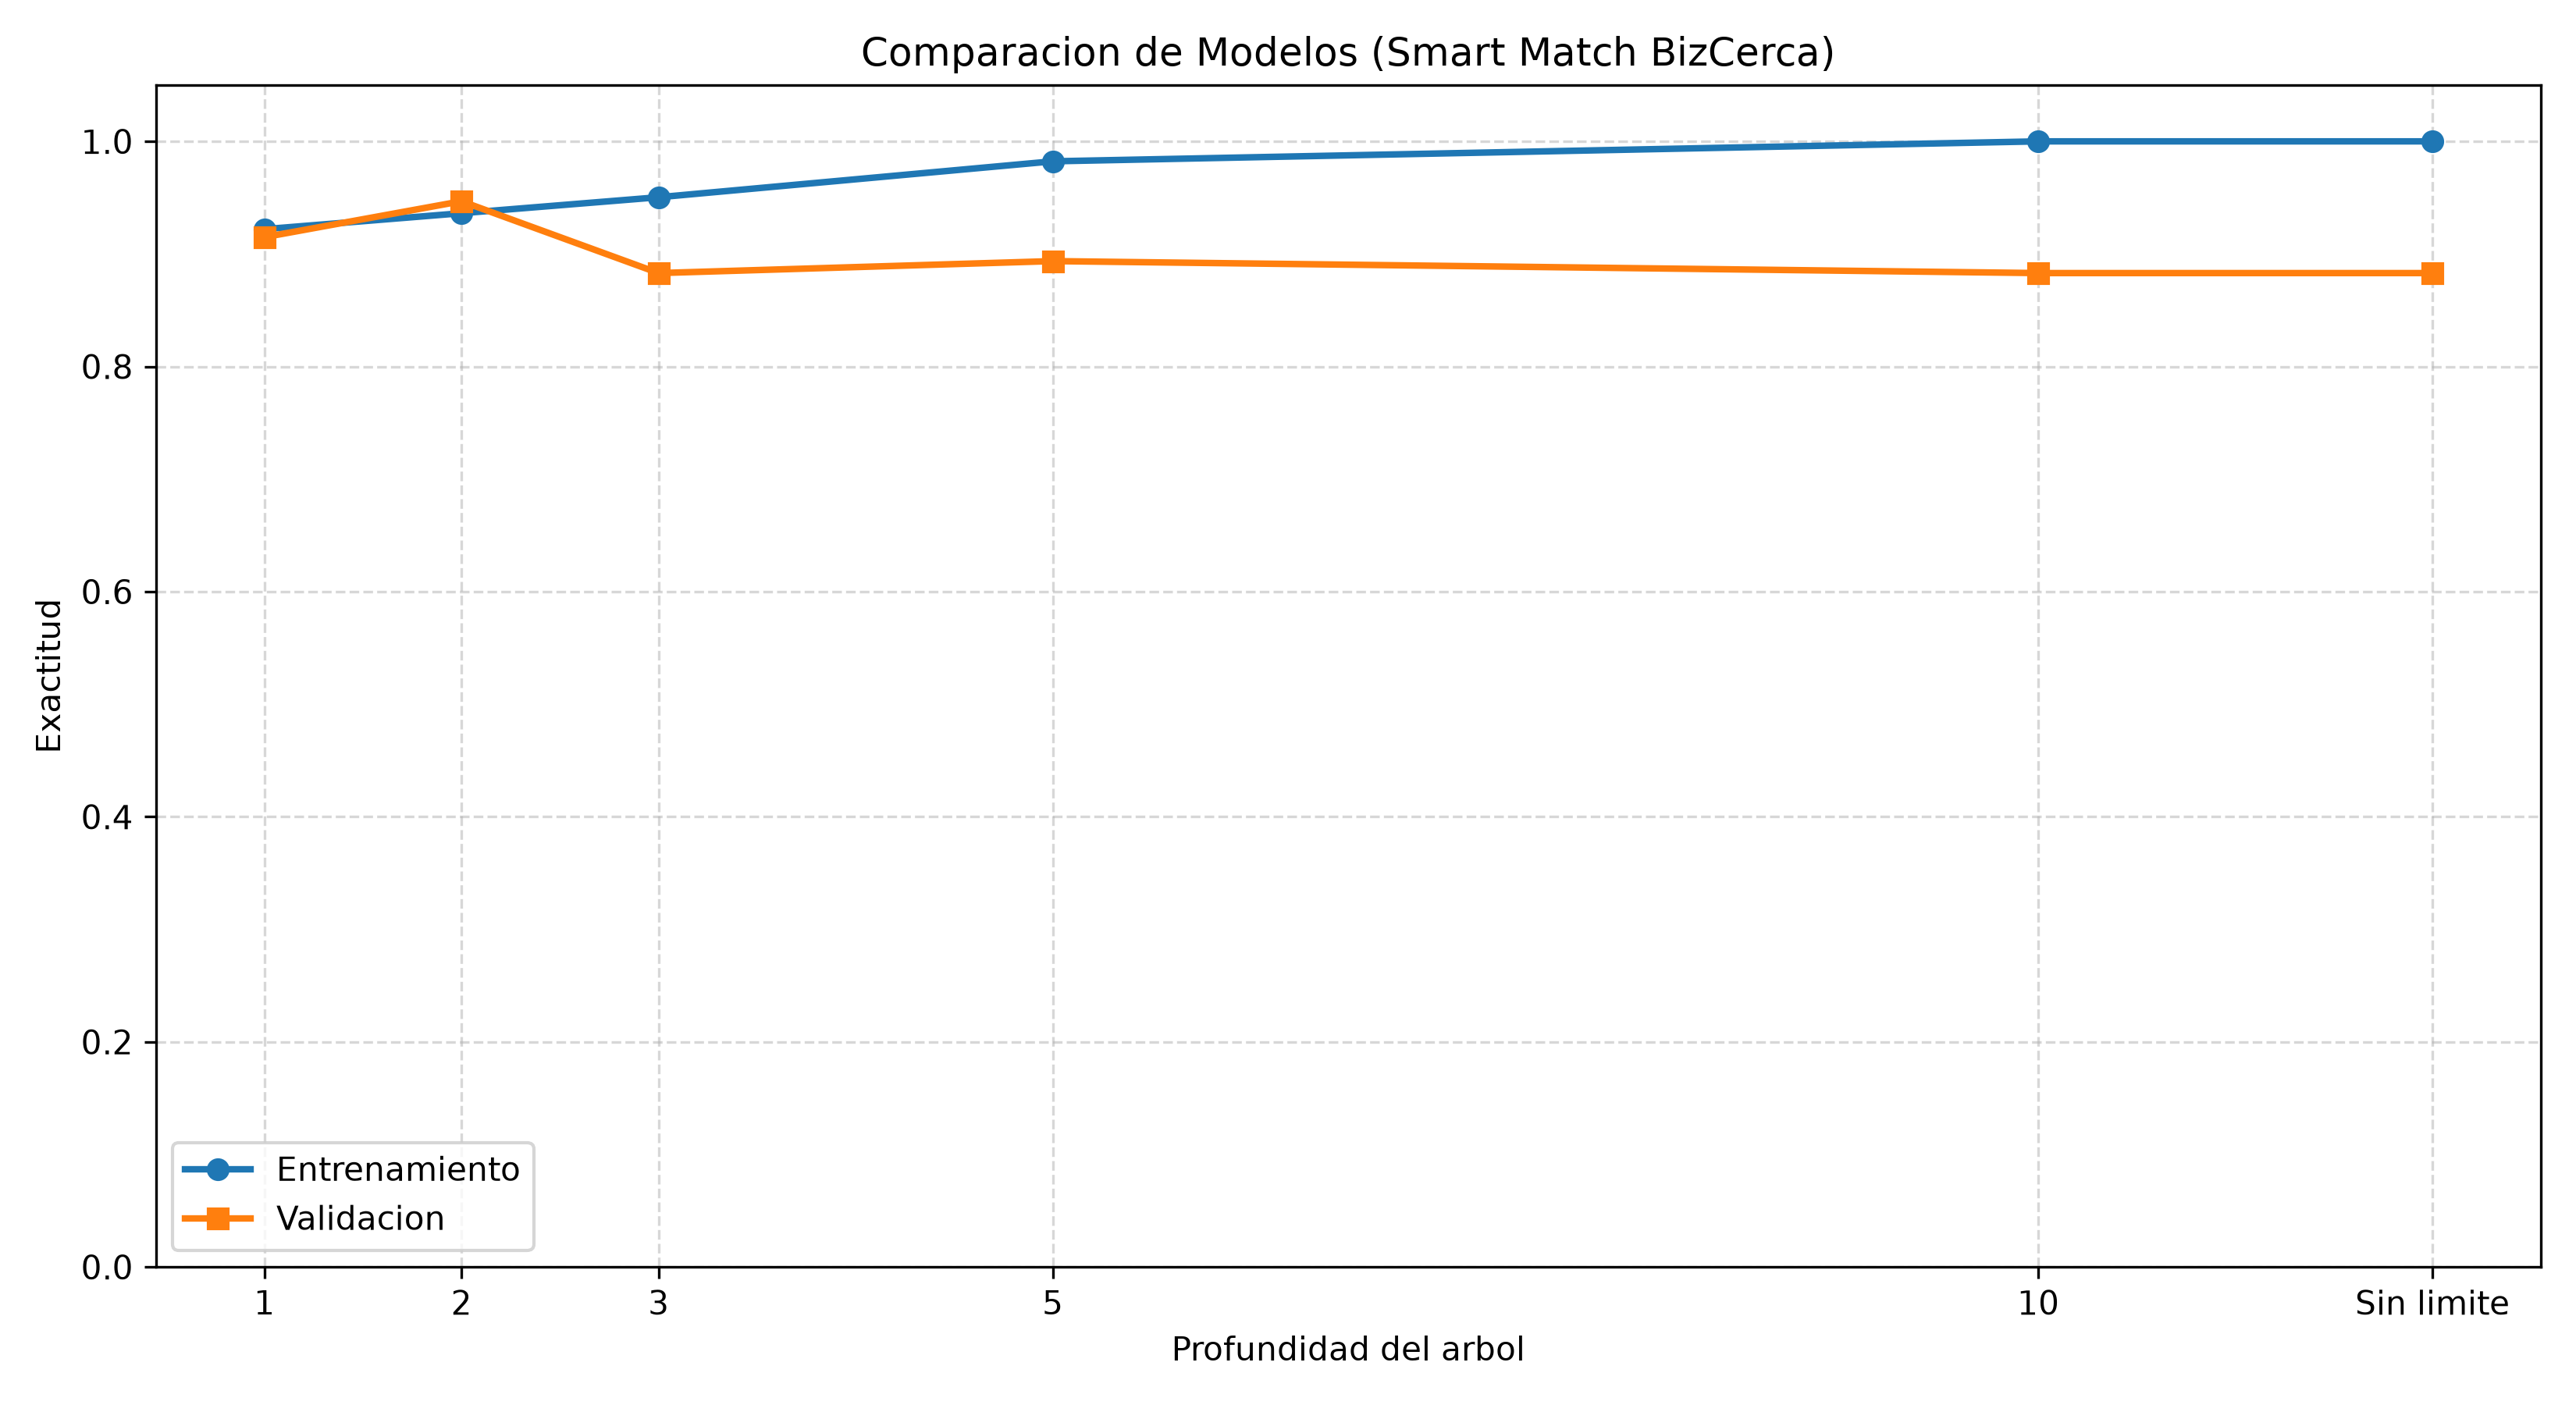 Comparacion de Modelos (Smart Match BizCerca)
Exactitud
1.0
0.8
0.6
0.4
0.2
0.0
Entrenamiento
Validacion
1 2 3 5 10 Sin limite
Profundidad del arbol